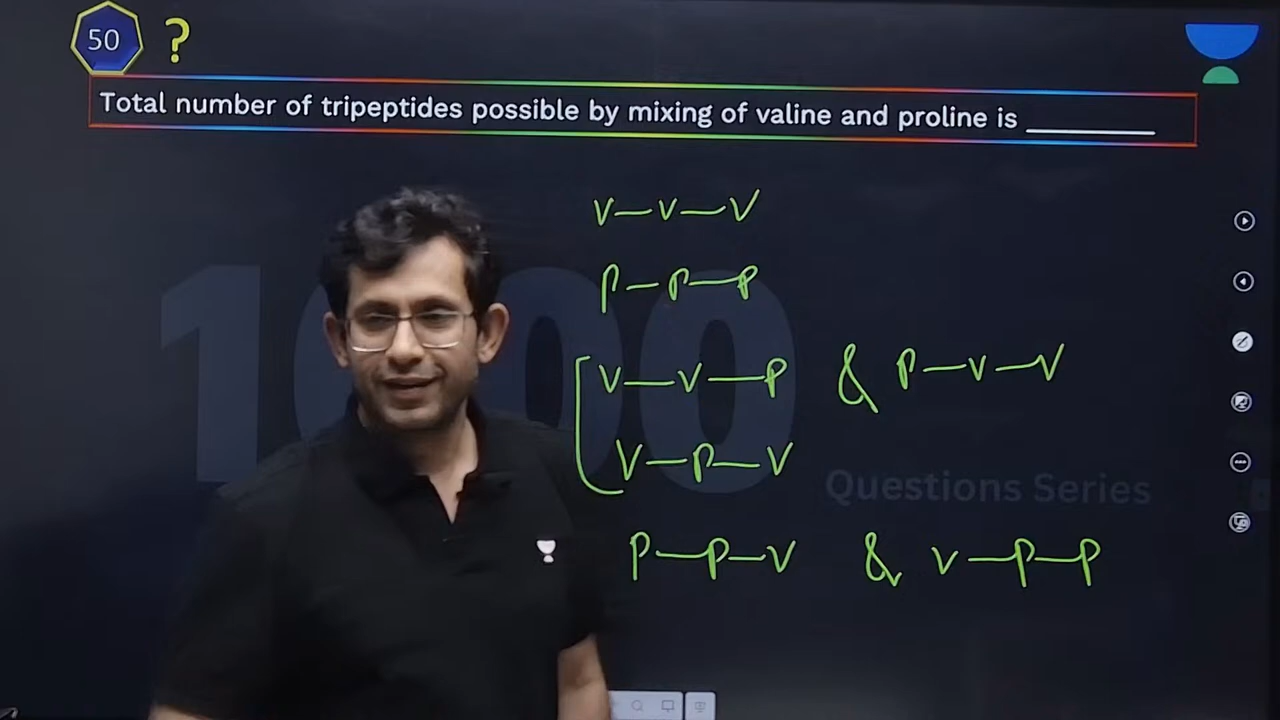 50 ?
Total number of tripeptides possible by mixing of valine and proline is ________
V—V—V
P—P—P
V—V—P & P—V—V
V—P—V
P—P—V & V—P—P
1000
Questions Series